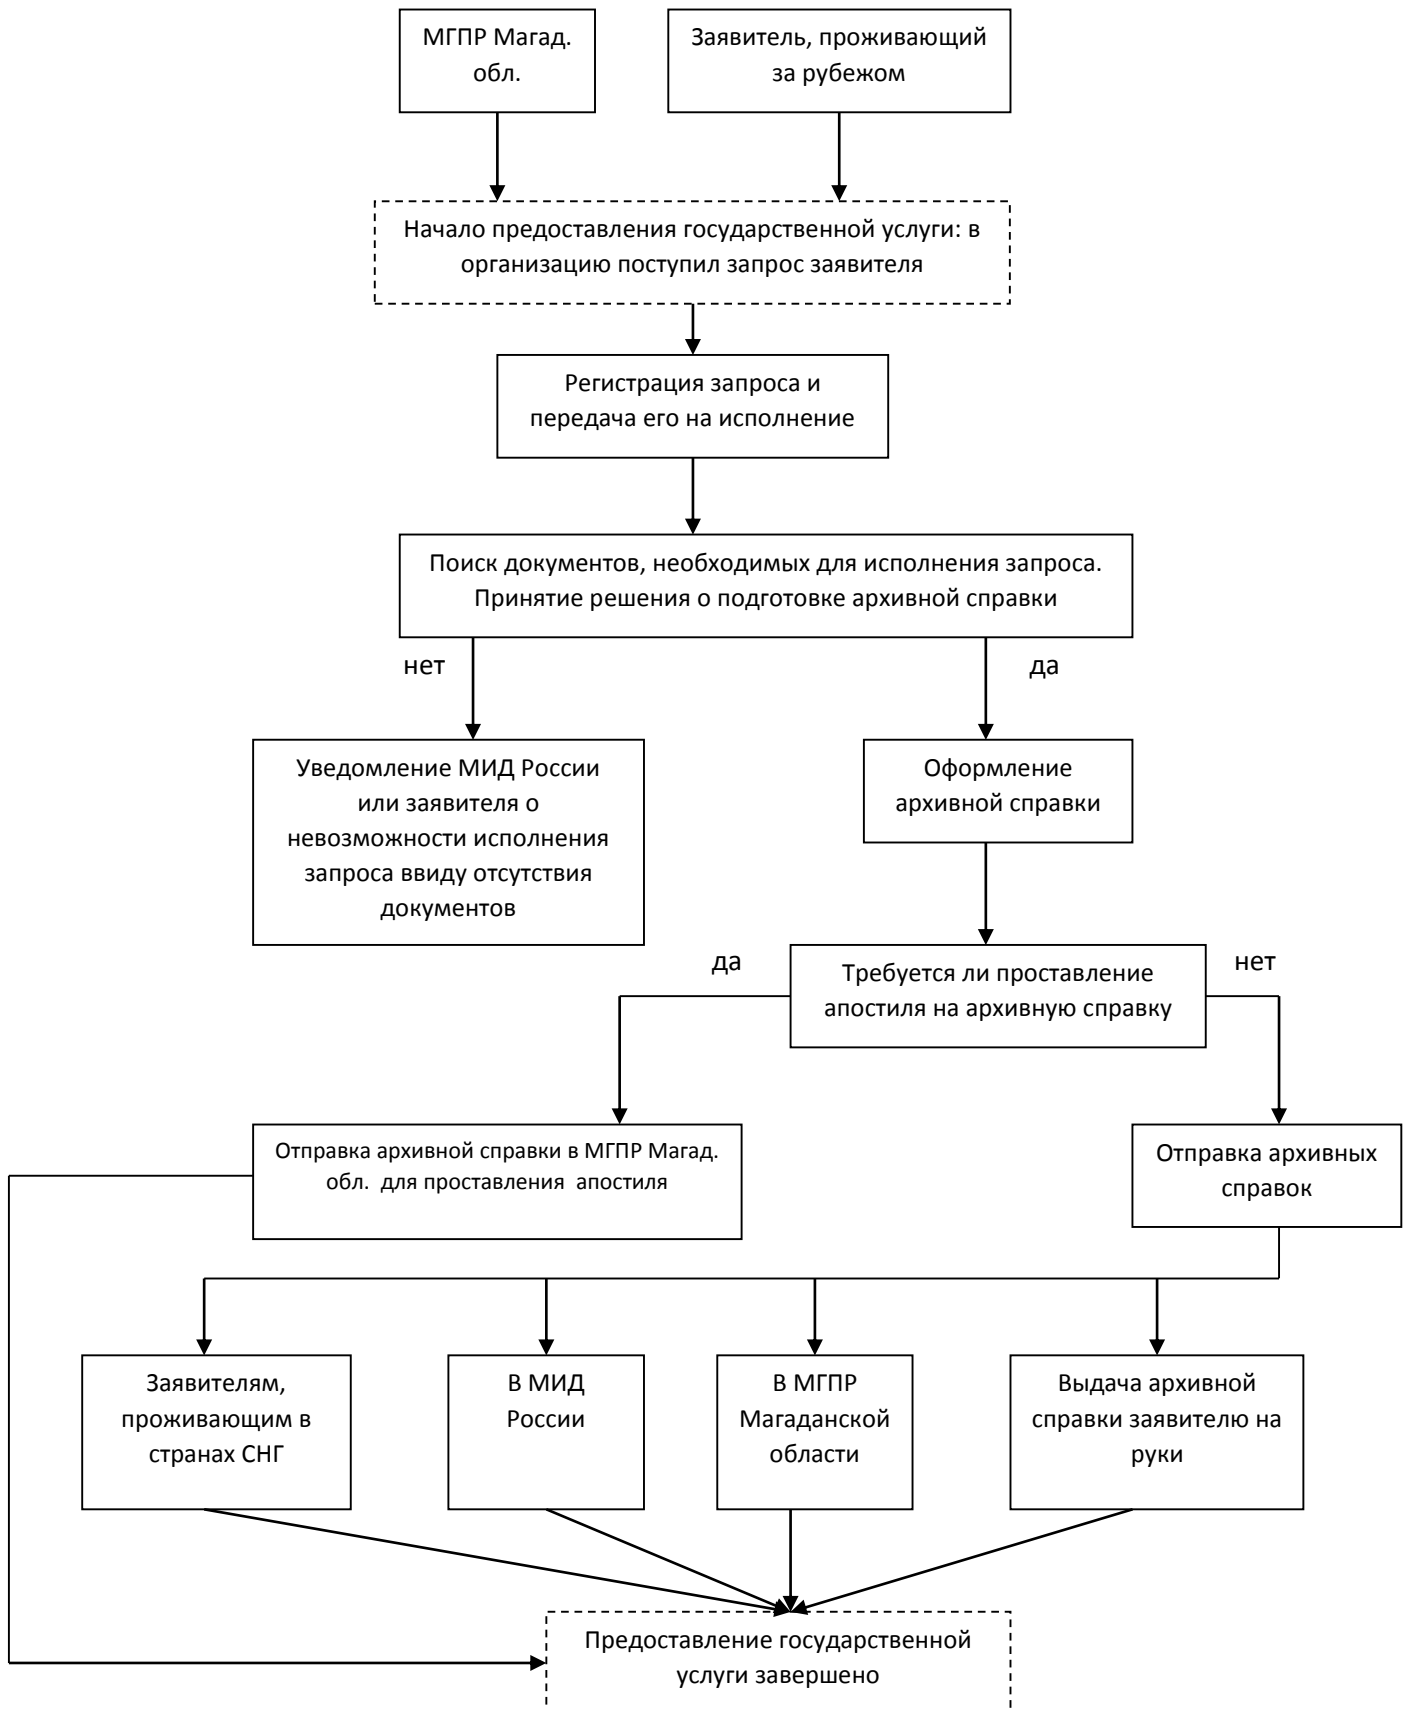 МГПР Магад.
обл.
Заявитель, проживающий
за рубежом
Начало предоставления государственной услуги: в
организацию поступил запрос заявителя
Регистрация запроса и
передача его на исполнение
Поиск документов, необходимых для исполнения запроса.
Принятие решения о подготовке архивной справки
нет
да
Уведомление МИД России
или заявителя о
невозможности исполнения
запроса ввиду отсутствия
документов
Оформление
архивной справки
да
Требуется ли проставление
апостиля на архивную справку
нет
Отправка архивной справки в МГПР Магад.
обл. для проставления апостиля
Отправка архивных
справок
Заявителям,
проживающим в
странах СНГ
В МИД
России
В МГПР
Магаданской
области
Выдача архивной
справки заявителю на
руки
Предоставление государственной
услуги завершено